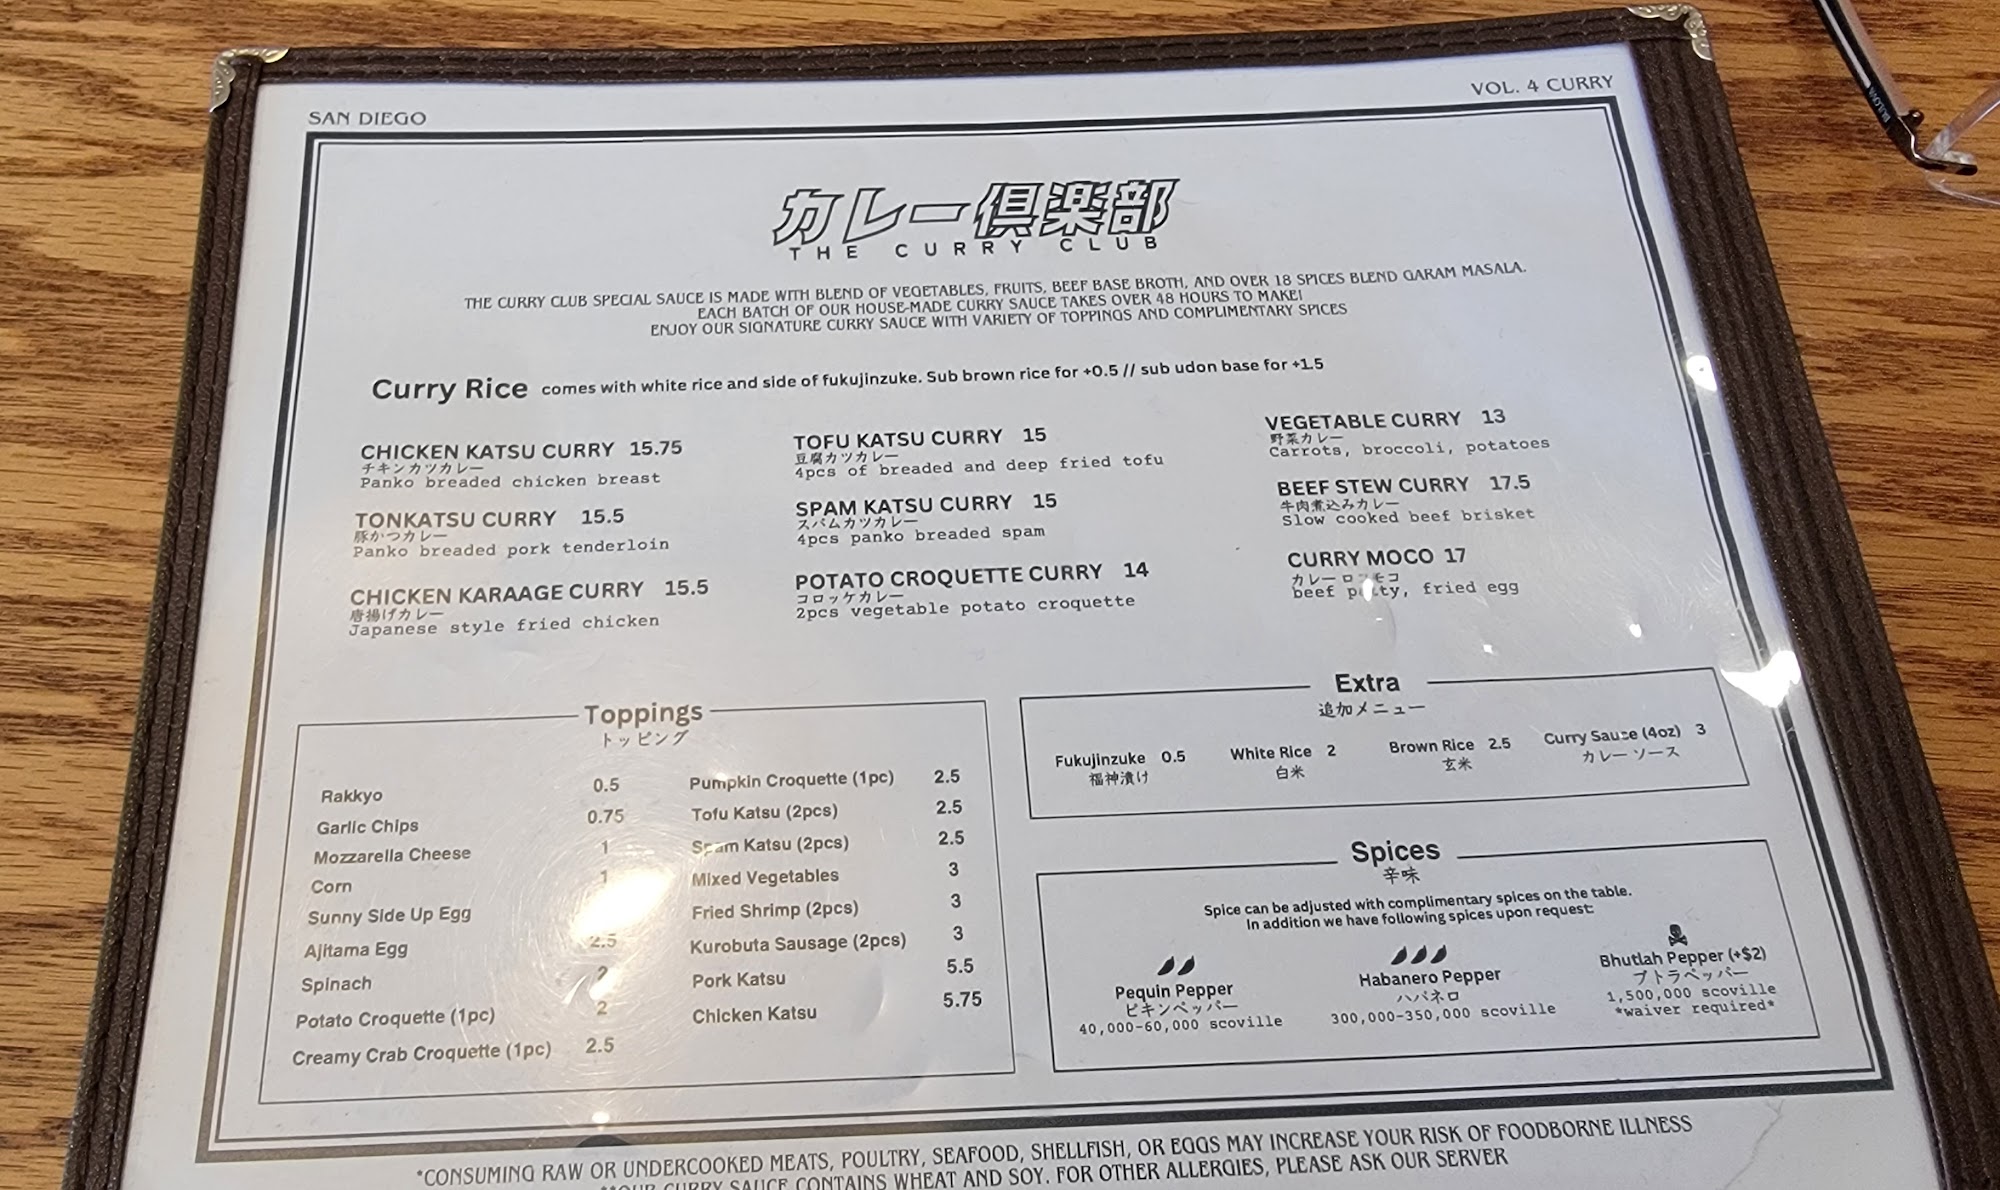 SAN DIEGO
VOL. 4 CURRY
カレー倶楽部
THE CURRY CLUB
THE CURRY CLUB SPECIAL SAUCE IS MADE WITH BLEND OF VEGETABLES, FRUITS, BEEF BASE BROTH, AND OVER 18 SPICES BLEND GARAM MASALA.
EACH BATCH OF OUR HOUSE-MADE CURRY SAUCE TAKES OVER 48 HOURS TO MAKE!
ENJOY OUR SIGNATURE CURRY SAUCE WITH VARIETY OF TOPPINGS AND COMPLIMENTARY SPICES
Curry Rice comes with white rice and side of fukujinzuke. Sub brown rice for +0.5 // sub udon base for +1.5
CHICKEN KATSU CURRY 15.75
チキンカツカレー
Panko breaded chicken breast
TONKATSU CURRY 15.5
豚かつカレー
Panko breaded pork tenderloin
CHICKEN KARAAGE CURRY 15.5
唐揚げカレー
Japanese style fried chicken
TOFU KATSU CURRY 15
豆腐カツカレー
4pcs of breaded and deep fried tofu
SPAM KATSU CURRY 15
スパムカツカレー
4pcs panko breaded spam
POTATO CROQUETTE CURRY 14
コロッケカレー
2pcs vegetable potato croquette
VEGETABLE CURRY 13
野菜カレー
Carrots, broccoli, potatoes
BEEF STEW CURRY 17.5
牛肉煮込みカレー
Slow cooked beef brisket
CURRY MOCO 17
カレーロコモコ
beef patty, fried egg
Toppings
トッピング
Rakkyo 0.5
Garlic Chips 0.75
Mozzarella Cheese 1
Corn 1
Sunny Side Up Egg
Ajitama Egg 2.5
Spinach 2
Potato Croquette (1pc) 2
Creamy Crab Croquette (1pc) 2.5
Pumpkin Croquette (1pc) 2.5
Tofu Katsu (2pcs) 2.5
Spam Katsu (2pcs) 2.5
Mixed Vegetables 3
Fried Shrimp (2pcs) 3
Kurobuta Sausage (2pcs) 3
Pork Katsu 5.5
Chicken Katsu 5.75
Extra
追加メニュー
Fukujinzuke 0.5
福神漬け
White Rice 2
白米
Brown Rice 2.5
玄米
Curry Sauce (4oz) 3
カレーソース
Spices
辛味
Spice can be adjusted with complimentary spices on the table.
In addition we have following spices upon request:
Pequin Pepper
ピキンペッパー
40,000-60,000 scoville
Habanero Pepper
ハバネロ
300,000-350,000 scoville
Bhutlah Pepper (+$2)
ブトラペッパー
1,500,000 scoville
*waiver required*
*CONSUMING RAW OR UNDERCOOKED MEATS, POULTRY, SEAFOOD, SHELLFISH, OR EGGS MAY INCREASE YOUR RISK OF FOODBORNE ILLNESS
**OUR CURRY SAUCE CONTAINS WHEAT AND SOY. FOR OTHER ALLERGIES, PLEASE ASK OUR SERVER
BULOVA